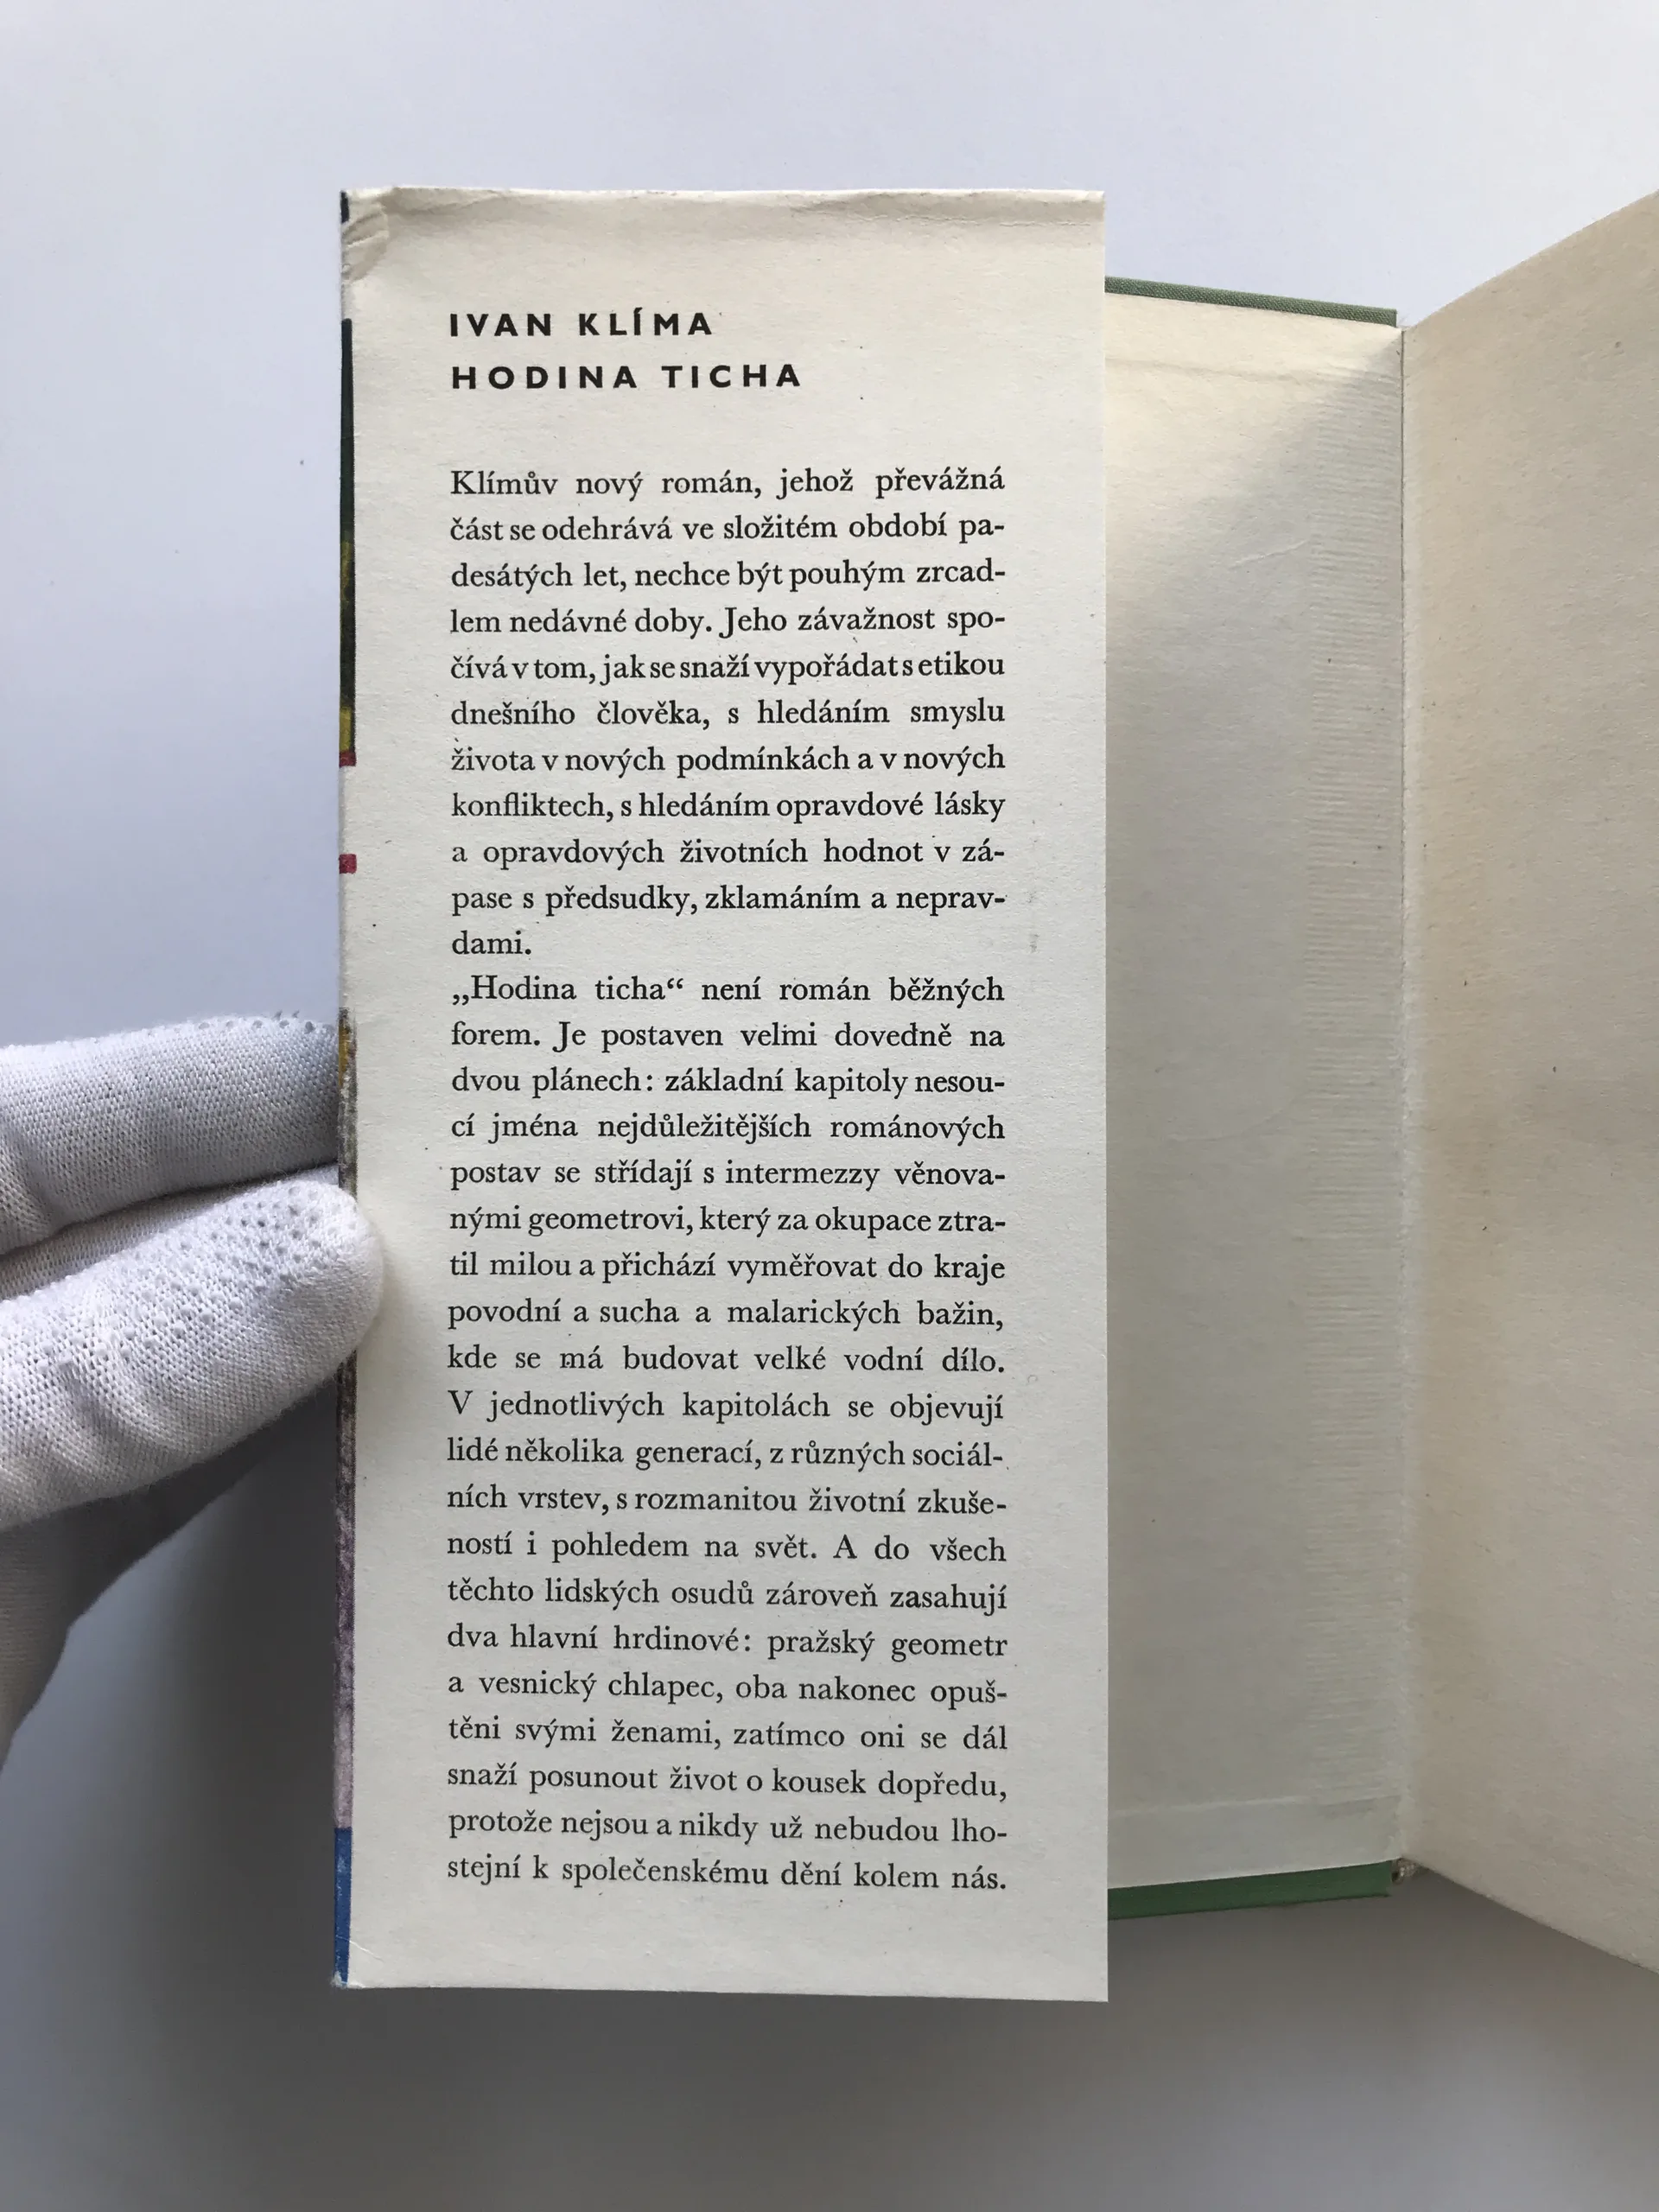 IVAN KLÍMA
HODINA TICHA
Klímův nový román, jehož převážná
část se odehrává ve složitém období pa-
desátých let, nechce být pouhým zrcad-
lem nedávné doby. Jeho závažnost spo-
čívá v tom, jak se snaží vypořádat s etikou
dnešního člověka, s hledáním smyslu
života v nových podmínkách a v nových
konfliktech, s hledáním opravdové lásky
a opravdových životních hodnot v zá-
pase s předsudky, zklamáním a neprav-
dami.
„Hodina ticha“ není román běžných
forem. Je postaven velmi dovedně na
dvou plánech: základní kapitoly nesou-
cí jména nejdůležitějších románových
postav se střídají s intermezzy věnova-
nými geometrovi, který za okupace ztra-
til milou a přichází vyměřovat do kraje
povodní a sucha a malarických bažin,
kde se má budovat velké vodní dílo.
V jednotlivých kapitolách se objevují
lidé několika generací, z různých sociál-
ních vrstev, s rozmanitou životní zkuše-
ností i pohledem na svět. A do všech
těchto lidských osudů zároveň zasahují
dva hlavní hrdinové: pražský geometr
a vesnický chlapec, oba nakonec opuš-
těni svými ženami, zatímco oni se dál
snaží posunout život o kousek dopředu,
protože nejsou a nikdy už nebudou lho-
stejní k společenskému dění kolem nás.